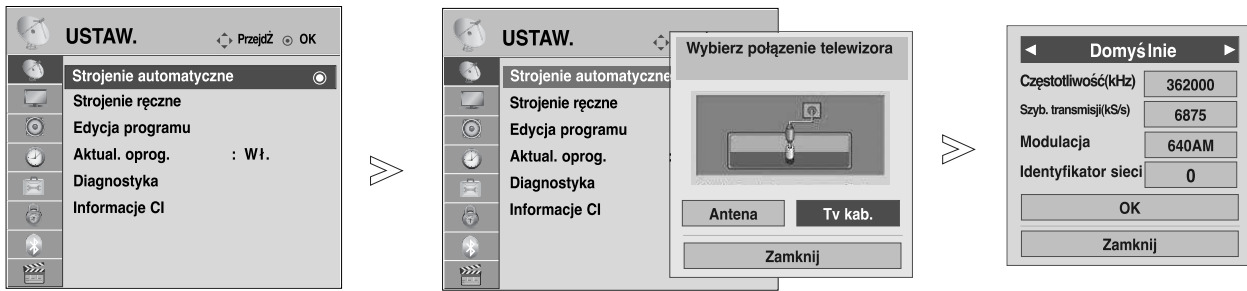 USTAW. PrzejdŹ OK
Strojenie automatyczne
Strojenie ręczne
Edycja programu
Aktual. oprog. : Wł.
Diagnostyka
Informacje CI
USTAW.
Strojenie automatyczne
Strojenie ręczne
Edycja programu
Aktual. oprog. :
Diagnostyka
Informacje CI
Wybierz połązenie telewizora
Antena Tv kab.
Zamknij
DomyśInie
Częstotliwość(kHz) 362000
Szyb. transmisji(kS/s) 6875
Modulacja 640AM
Identyfikator sieci 0
OK
Zamknij